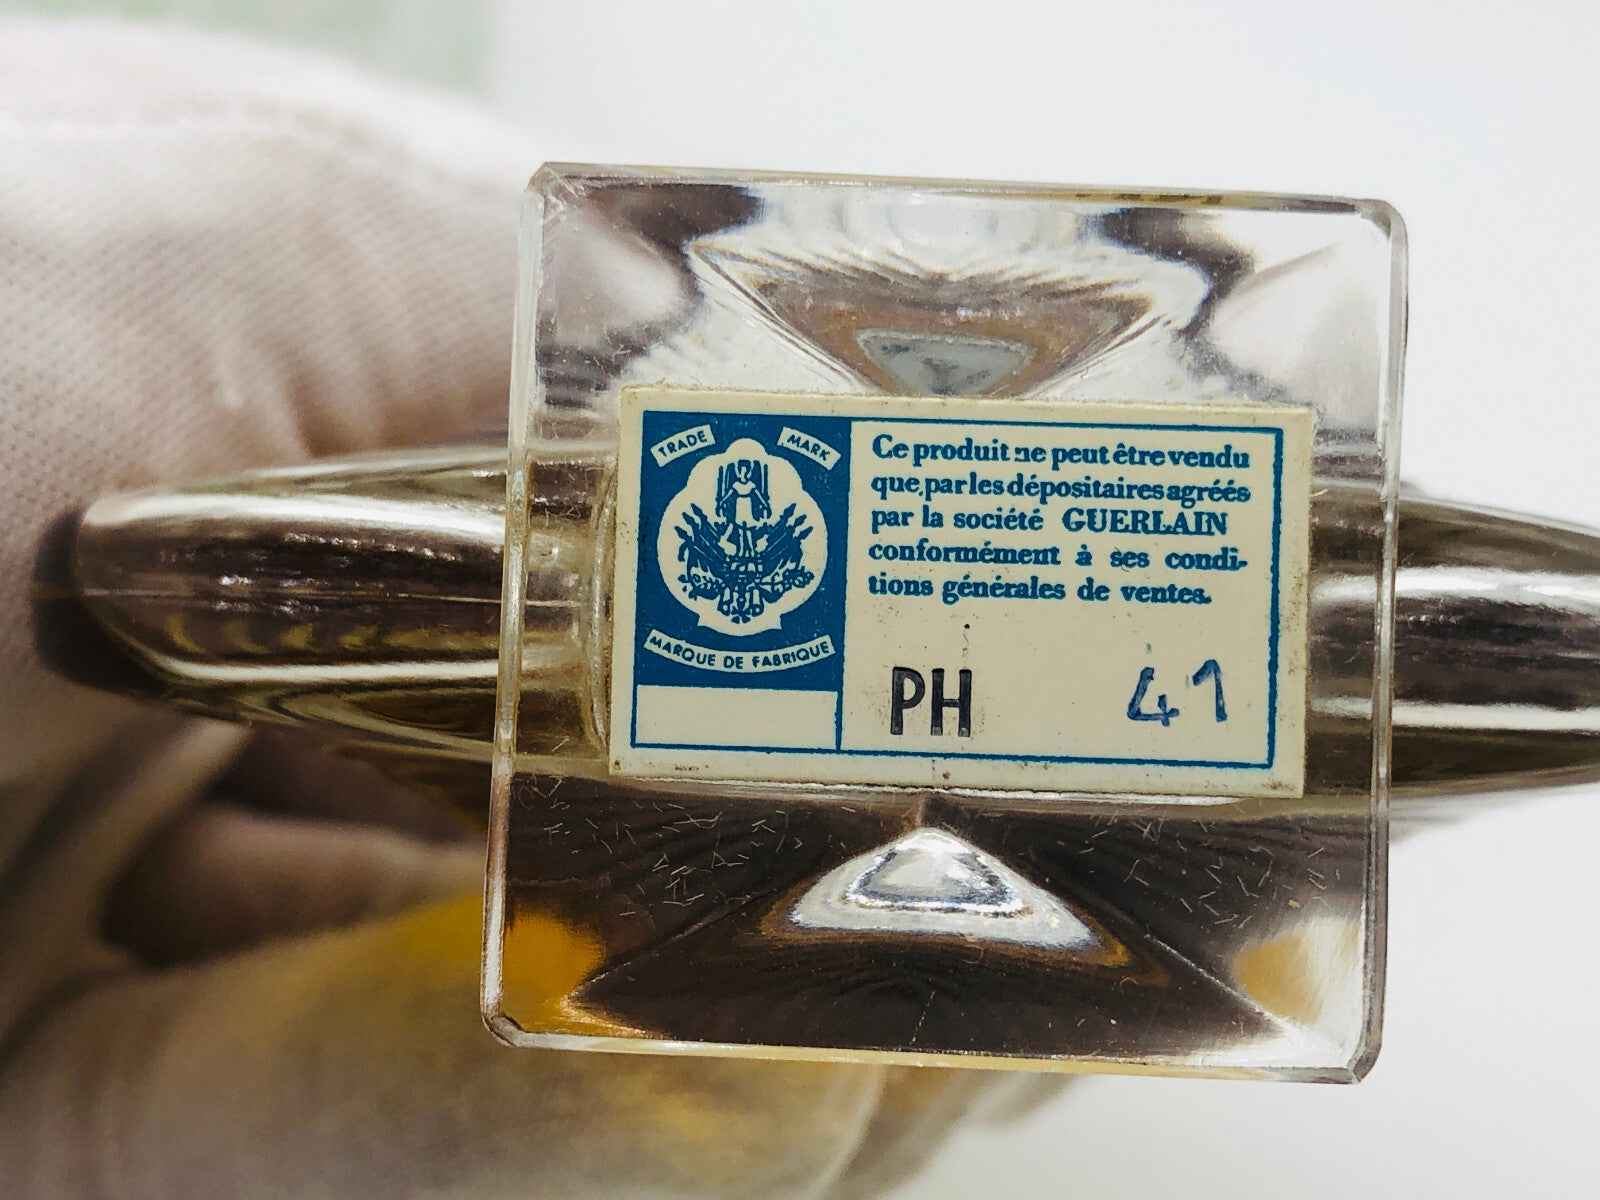 TRADE MARK
MARQUE DE FABRIQUE
Ce produit ne peut être vendu
que par les dépositaires agréés
par la société GUERLAIN
conformément à ses condi-
tions générales de ventes.
PH 41